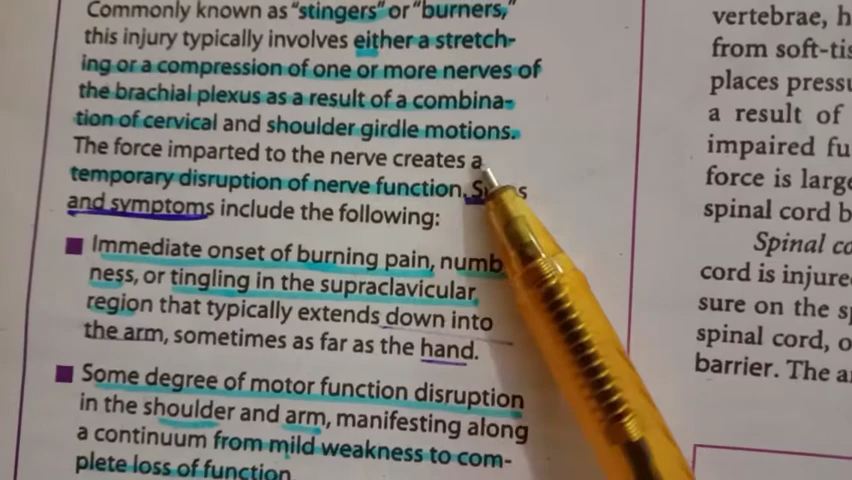 Commonly known as “stingers” or “burners,”
this injury typically involves either a stretch-
ing or a compression of one or more nerves of
the brachial plexus as a result of a combina-
tion of cervical and shoulder girdle motions.
The force imparted to the nerve creates a
temporary disruption of nerve function.
and symptoms include the following:
Immediate onset of burning pain, numb
ness, or tingling in the supraclavicular
region that typically extends down into
the arm, sometimes as far as the hand.
Some degree of motor function disruption
in the shoulder and arm, manifesting along
a continuum from mild weakness to com-
plete loss of function
vertebrae, h
from soft-tis
places pressu
a result of
impaired fu
force is larg
spinal cord b
Spinal co
cord is injure
sure on the s
spinal cord, o
barrier. The a